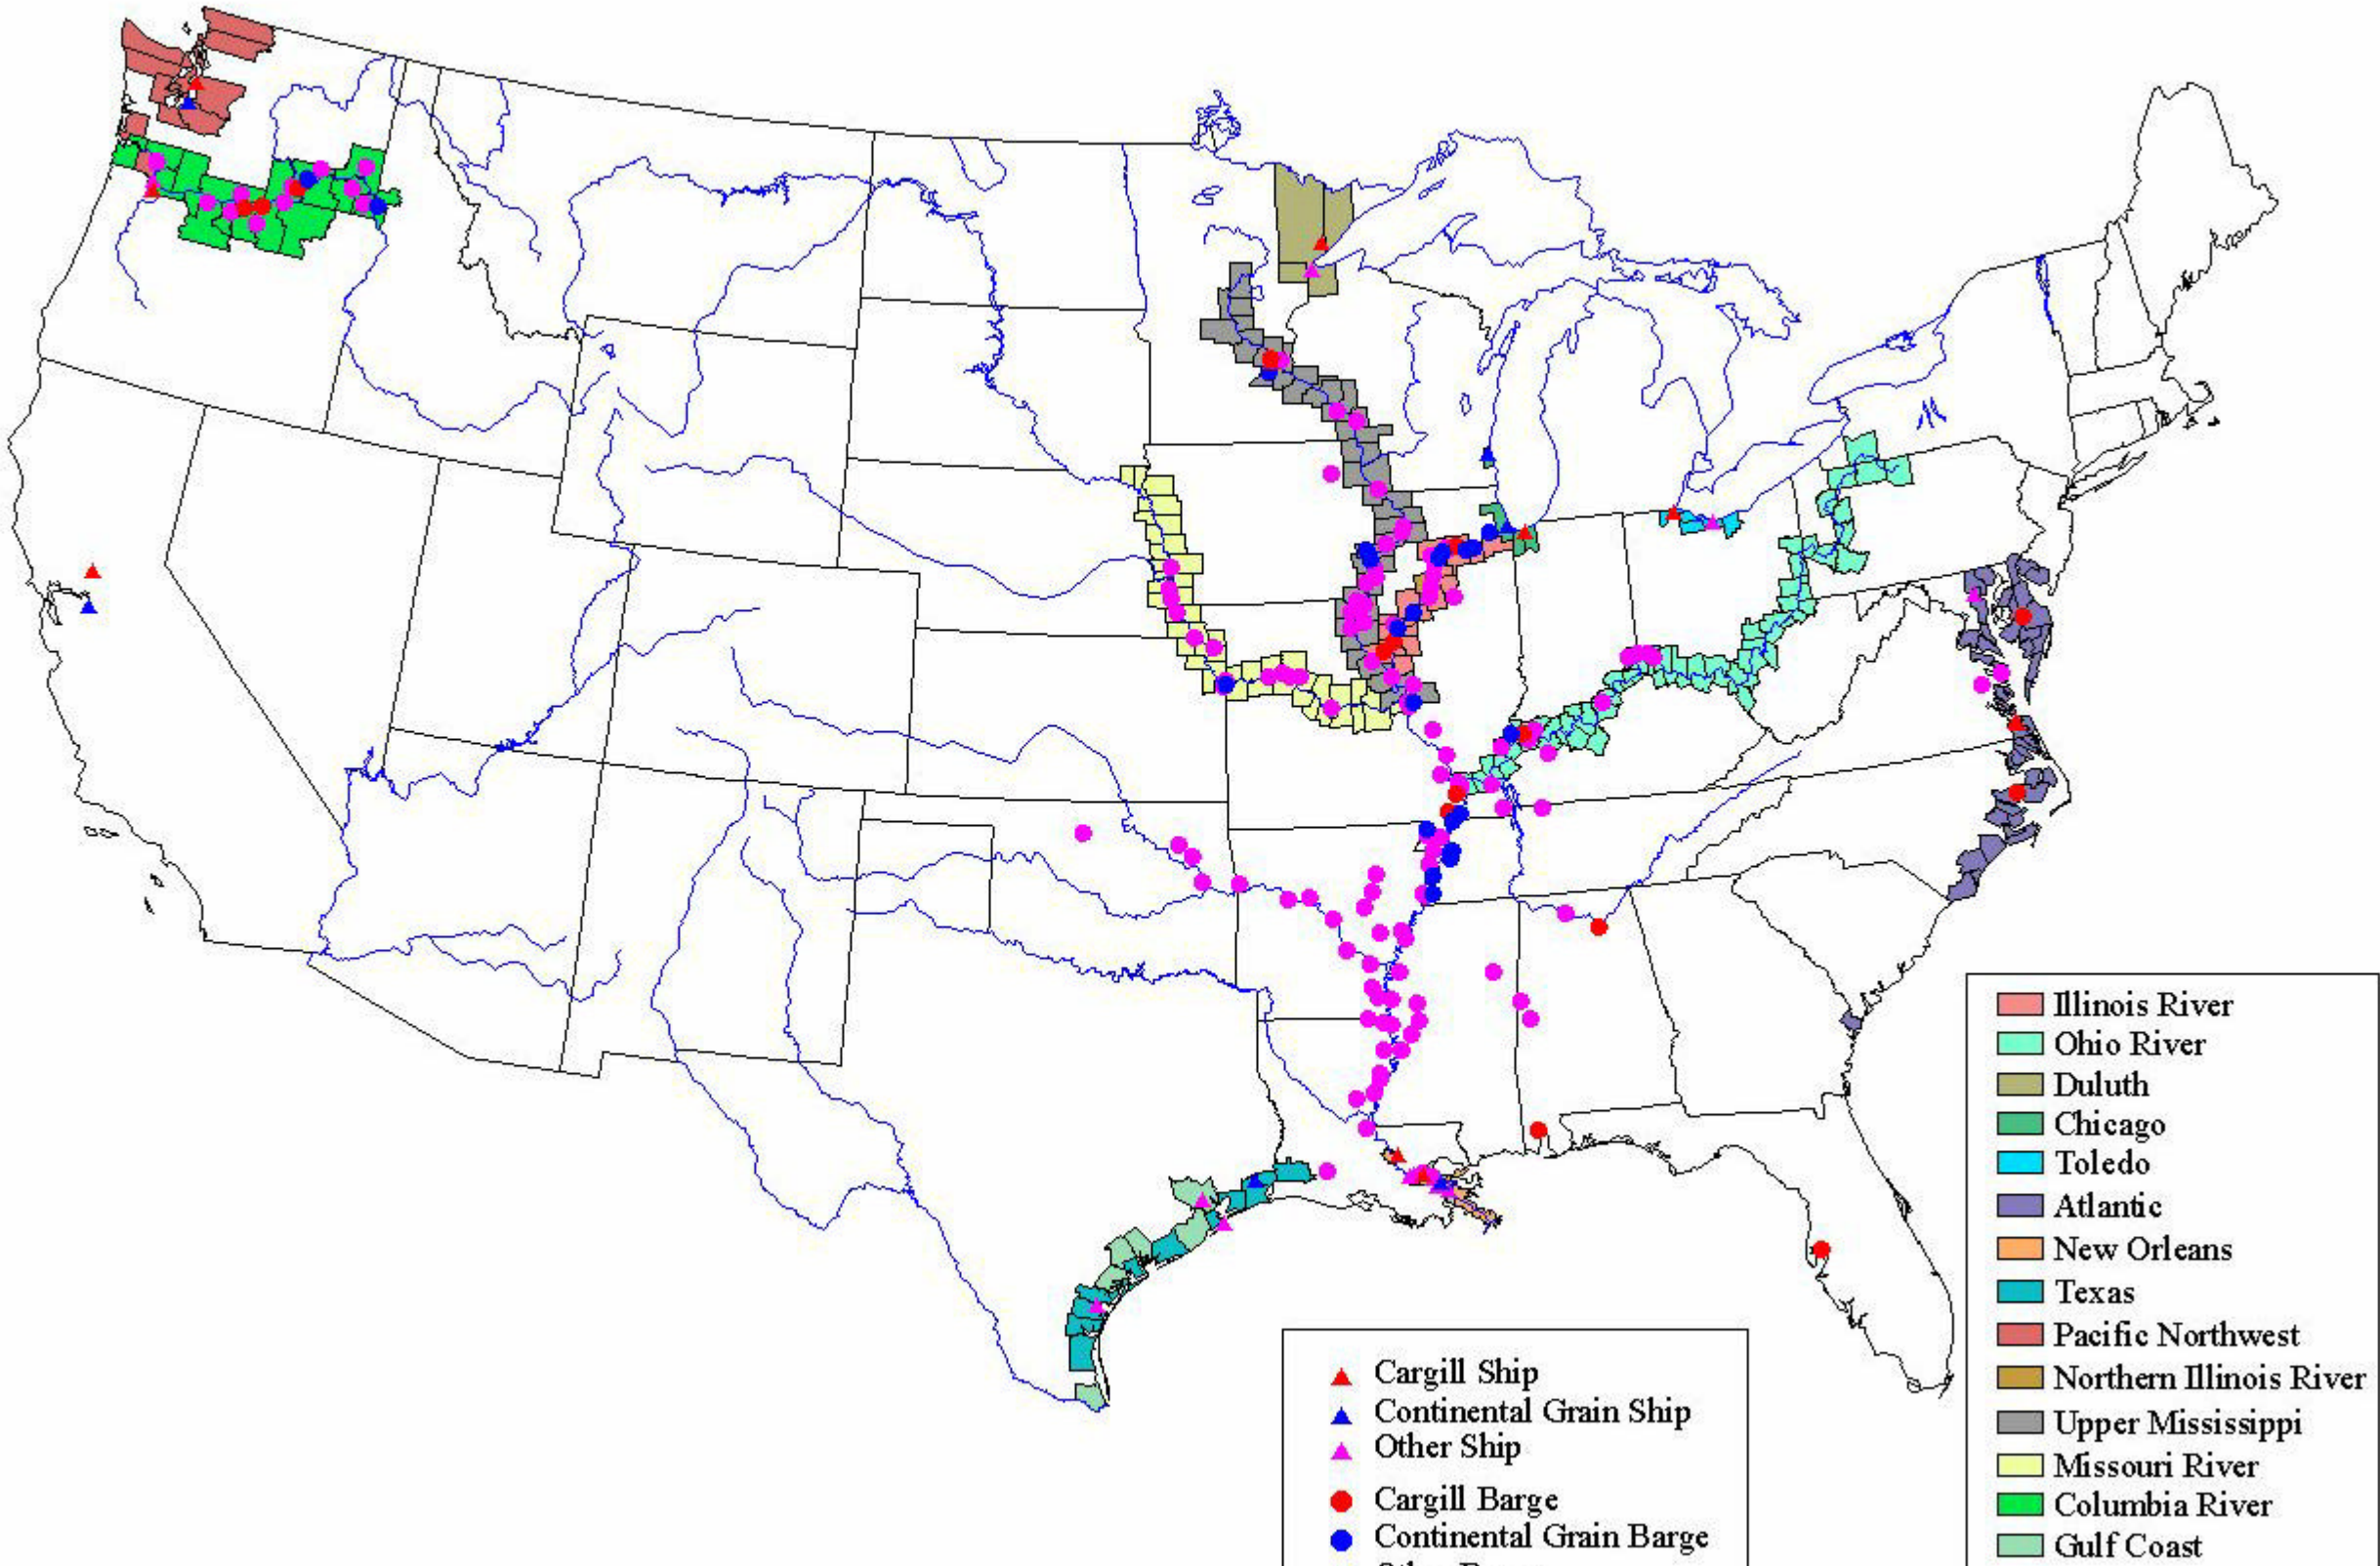 Illinois River
Ohio River
Duluth
Chicago
Toledo
Atlantic
New Orleans
Texas
Pacific Northwest
Northern Illinois River
Upper Mississippi
Missouri River
Columbia River
Gulf Coast
Cargill Ship
Continental Grain Ship
Other Ship
Cargill Barge
Continental Grain Barge